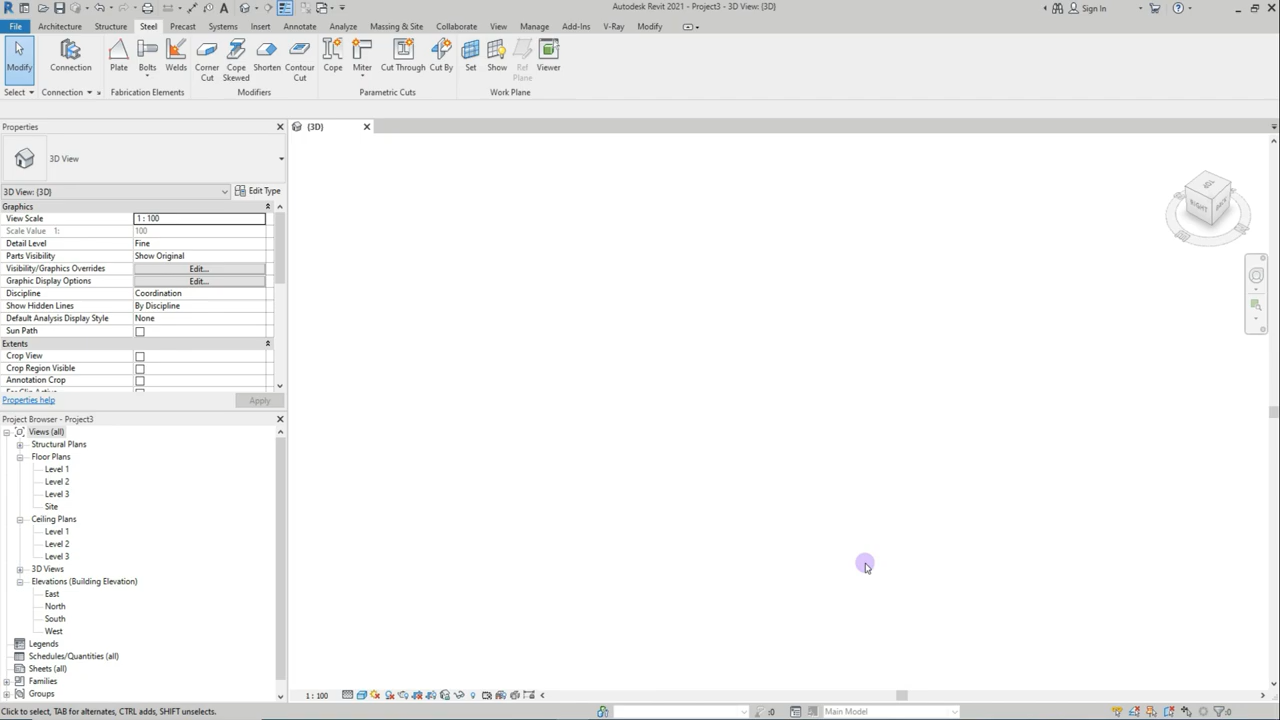 Autodesk Revit 2021 - Project3 - 3D View: {3D}
Sign In
File Architecture Structure Steel Precast Systems Insert Annotate Analyze Massing & Site Collaborate View Manage Add-Ins V-Ray Modify
Modify Connection Plate Bolts Welds Corner Cut Cope Skewed Shorten Contour Cut Cope Miter Cut Through Cut By Set Show Ref Plane Viewer
Select Connection Fabrication Elements Modifiers Parametric Cuts Work Plane
Properties
{3D}
3D View
3D View: {3D} Edit Type
Graphics
View Scale 1 : 100
Scale Value 1: 100
Detail Level Fine
Parts Visibility Show Original
Visibility/Graphics Overrides Edit...
Graphic Display Options Edit...
Discipline Coordination
Show Hidden Lines By Discipline
Default Analysis Display Style None
Sun Path
Extents
Crop View
Crop Region Visible
Annotation Crop
Properties help Apply
Project Browser - Project3
Views (all)
Structural Plans
Floor Plans
Level 1
Level 2
Level 3
Site
Ceiling Plans
Level 1
Level 2
Level 3
3D Views
Elevations (Building Elevation)
East
North
South
West
Legends
Schedules/Quantities (all)
Sheets (all)
Families
Groups
TOP
RIGHT
BACK
1 : 100
Click to select, TAB for alternates, CTRL adds, SHIFT unselects.
:0
Main Model
:0